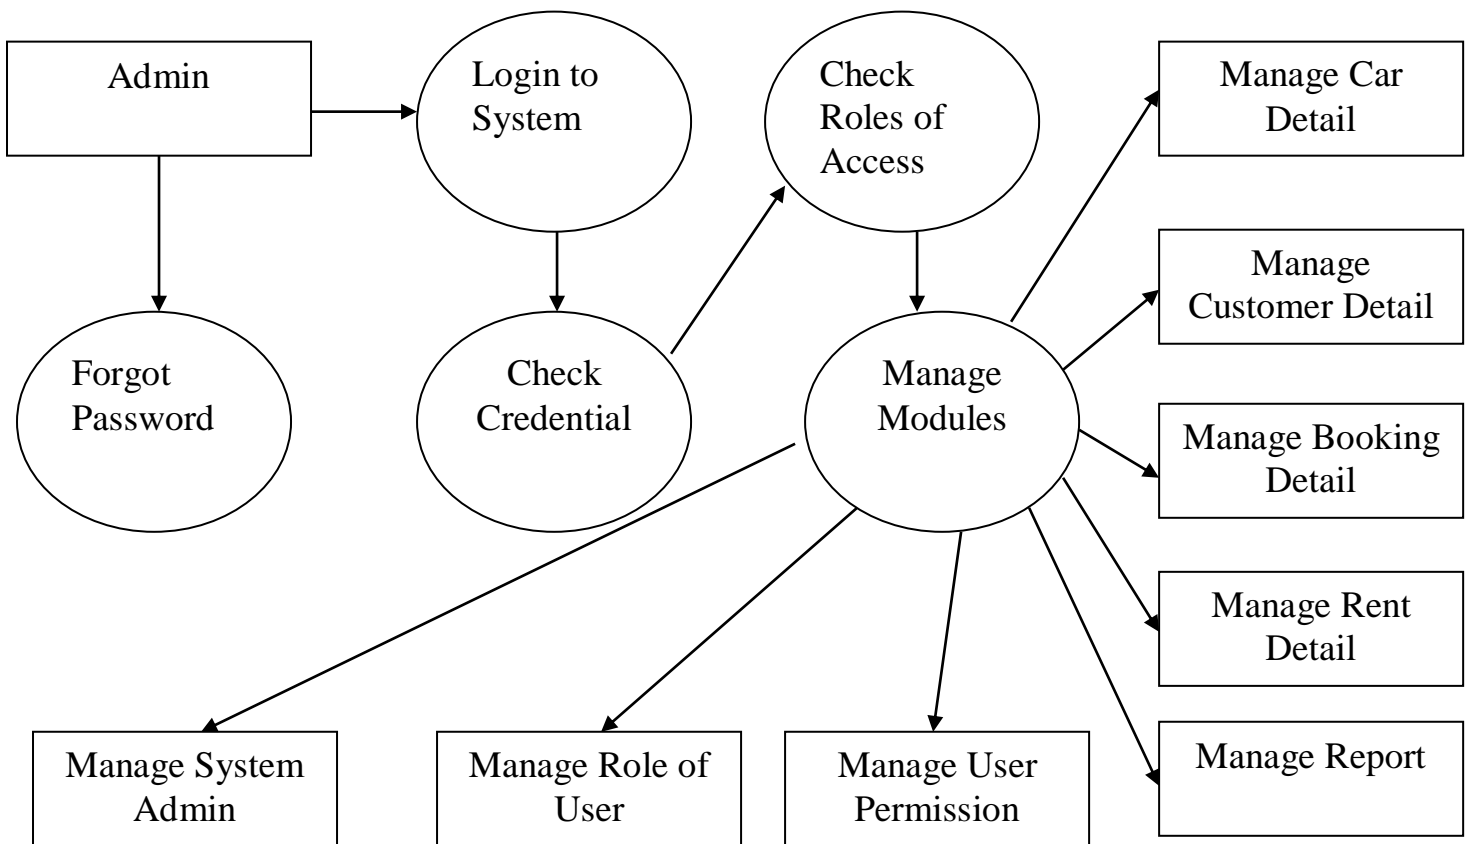 Admin
Login to
System
Check
Roles of
Access
Manage Car
Detail
Manage
Customer Detail
Forgot
Password
Check
Credential
Manage
Modules
Manage Booking
Detail
Manage Rent
Detail
Manage Report
Manage System
Admin
Manage Role of
User
Manage User
Permission